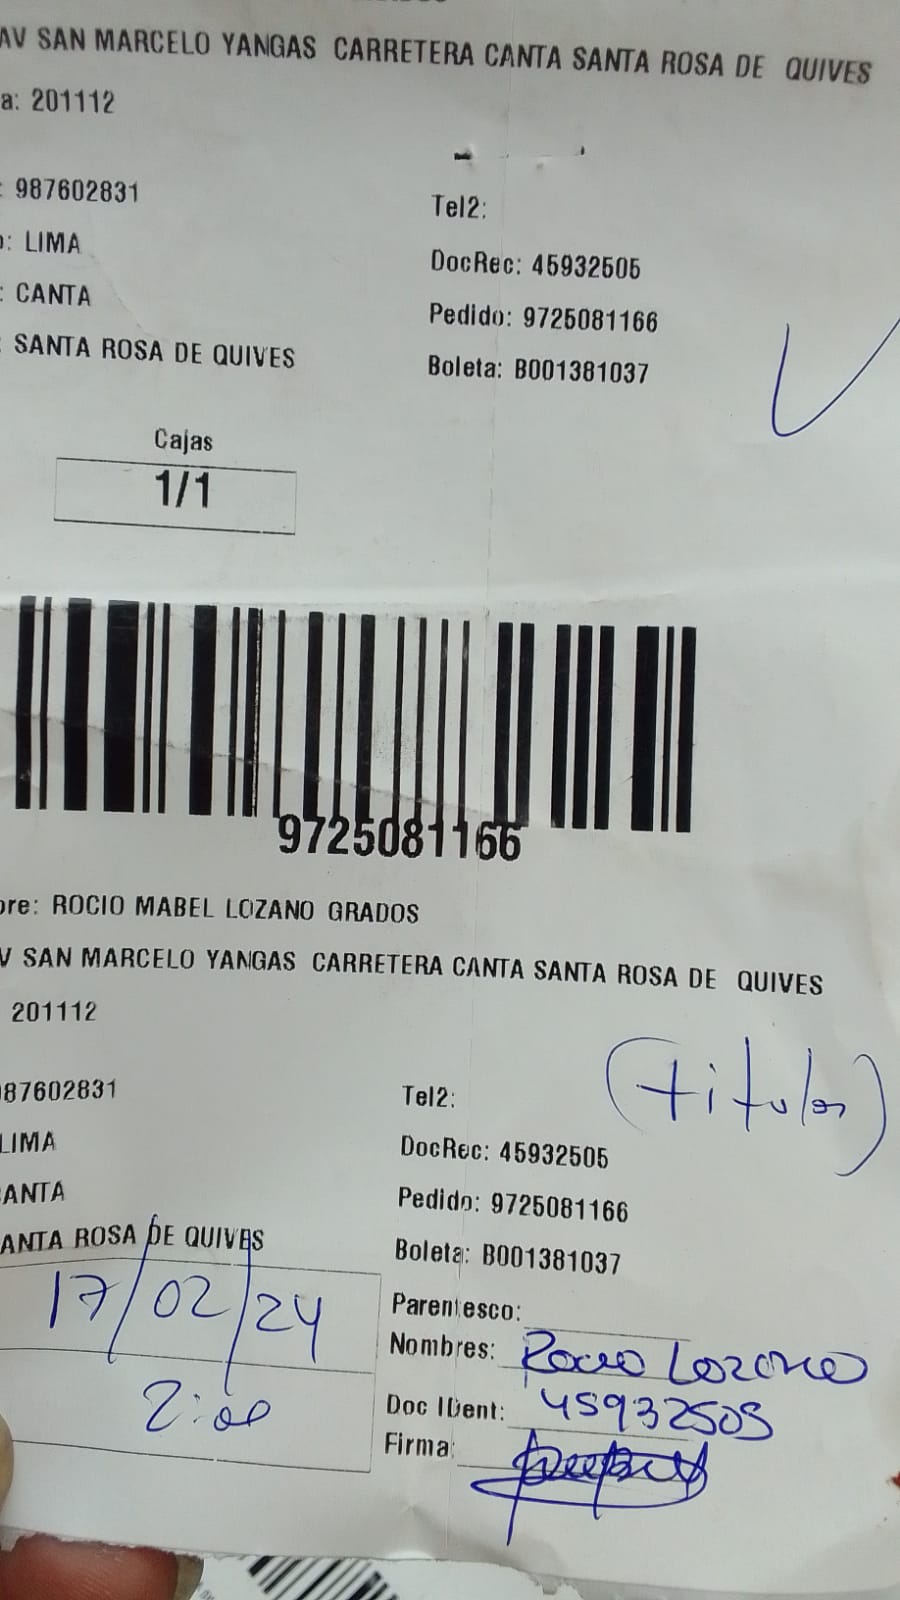 AV SAN MARCELO YANGAS CARRETERA CANTA SANTA ROSA DE QUIVES
a: 201112
: 987602831
Tel2:
o: LIMA
DocRec: 45932505
: CANTA
Pedido: 9725081166
: SANTA ROSA DE QUIVES
Boleta: B001381037
Cajas
1/1
9725081166
bre: ROCIO MABEL LOZANO GRADOS
V SAN MARCELO YANGAS CARRETERA CANTA SANTA ROSA DE QUIVES
201112
(titular)
987602831
Tel2:
LIMA
DocRec: 45932505
CANTA
Pedido: 9725081166
ANTA ROSA DE QUIVES
Boleta: B001381037
17/02/24
Parentesco:
Nombres: Rocio Lozano
2:00
Doc IDent: 45932505
Firma: